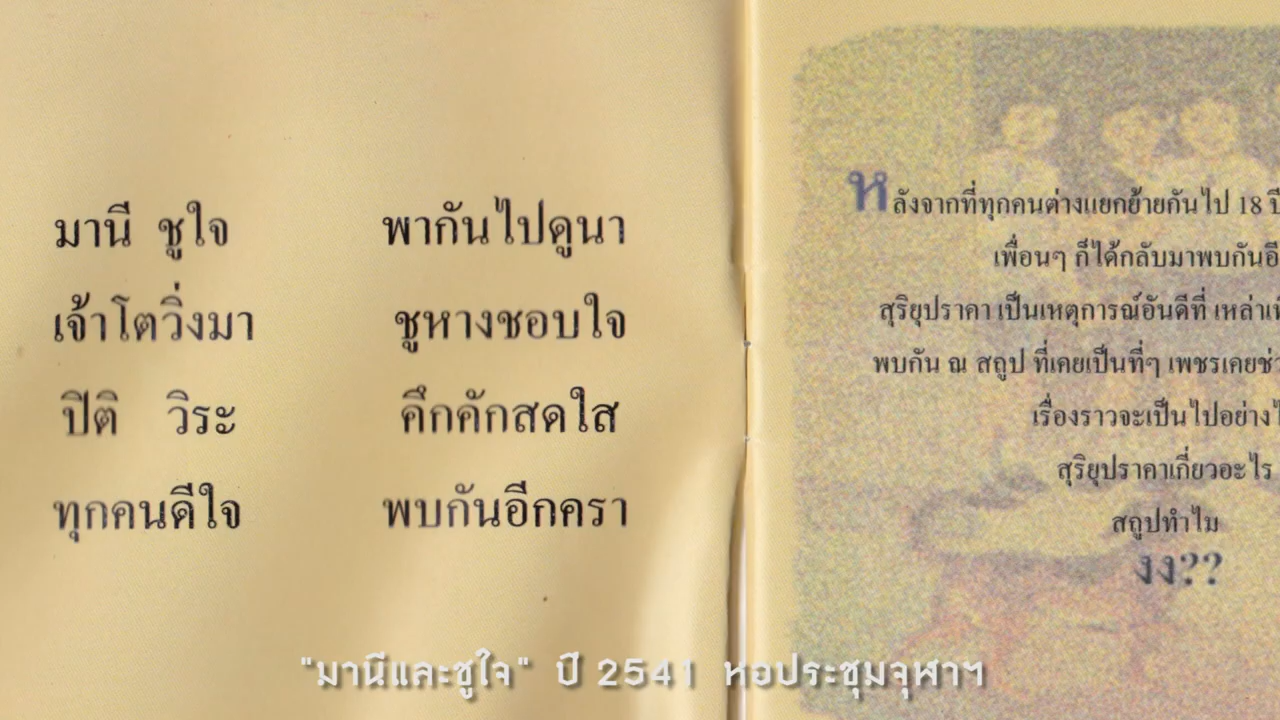 มานี ชูใจ พากันไปดูนา
เจ้าโตวิ่งมา ชูหางชอบใจ
ปิติ วิระ คึกคักสดใส
ทุกคนดีใจ พบกันอีกครา
หลังจากที่ทุกคนต่างแยกย้ายกันไป 18 ปี
เพื่อนๆ ก็ได้กลับมาพบกันอี
สุริยุปราคา เป็นเหตุการณ์อันดีที่ เหล่าเ
พบกัน ณ สถูป ที่เคยเป็นที่ๆ เพชรเคยช่ว
เรื่องราวจะเป็นไปอย่างไ
สุริยุปราคาเกี่ยวอะไร
สถูปทำไม
งง??
"มานีและชูใจ" ปี 2541 หอประชุมจุฬาฯ